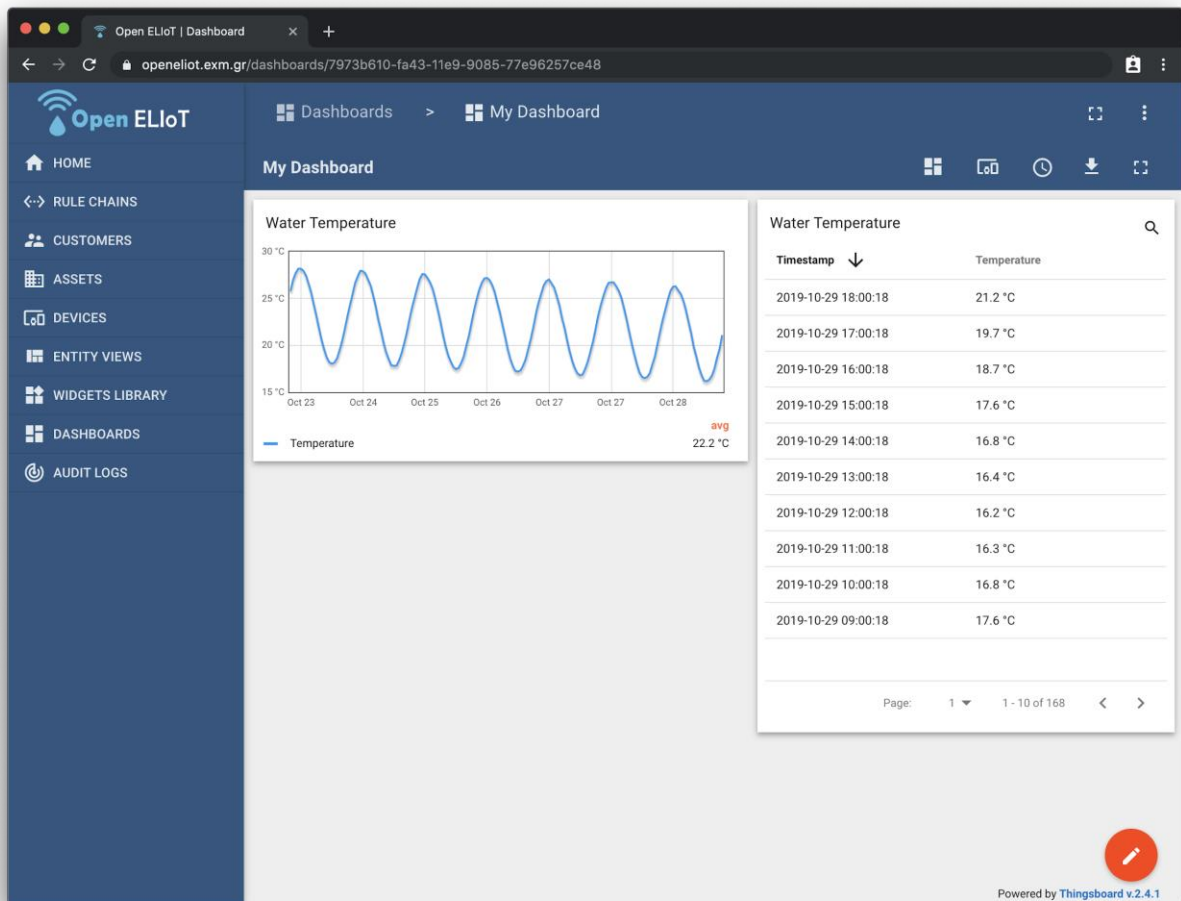 Open ELIoT | Dashboard
openeliot.exm.gr/dashboards/7973b610-fa43-11e9-9085-77e96257ce48
Open ELIoT
HOME
RULE CHAINS
CUSTOMERS
ASSETS
DEVICES
ENTITY VIEWS
WIDGETS LIBRARY
DASHBOARDS
AUDIT LOGS
Dashboards > My Dashboard
My Dashboard
Water Temperature
30 °C
25 °C
20 °C
15 °C
Oct 23 Oct 24 Oct 25 Oct 26 Oct 27 Oct 27 Oct 28
avg
Temperature 22.2 °C
Water Temperature
Timestamp Temperature
2019-10-29 18:00:18 21.2 °C
2019-10-29 17:00:18 19.7 °C
2019-10-29 16:00:18 18.7 °C
2019-10-29 15:00:18 17.6 °C
2019-10-29 14:00:18 16.8 °C
2019-10-29 13:00:18 16.4 °C
2019-10-29 12:00:18 16.2 °C
2019-10-29 11:00:18 16.3 °C
2019-10-29 10:00:18 16.8 °C
2019-10-29 09:00:18 17.6 °C
Page: 1 1 - 10 of 168
Powered by Thingsboard v.2.4.1